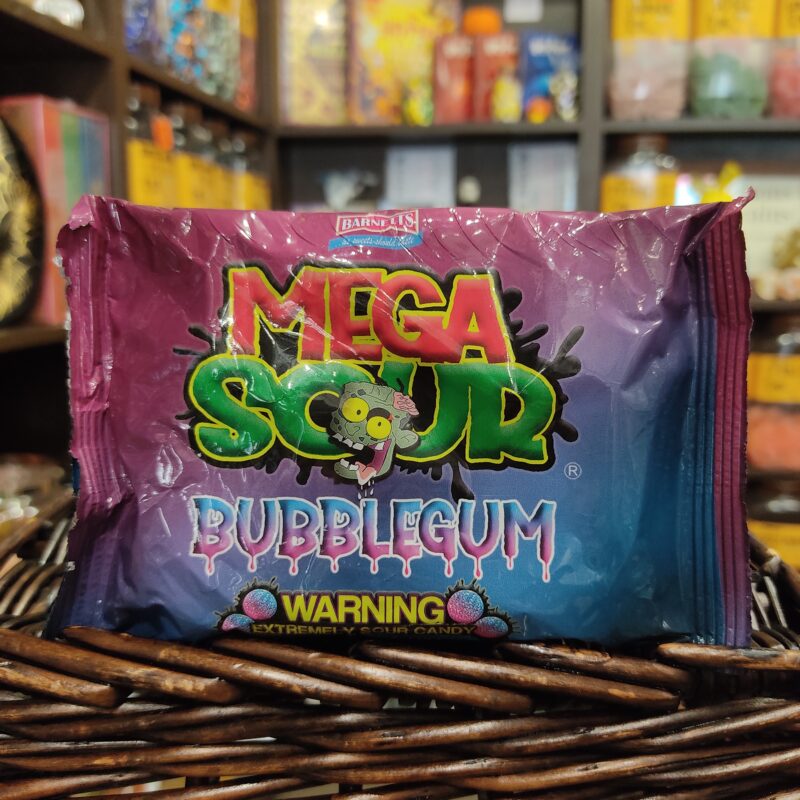 BARNETTS
MEGA
SOUR
®
BUBBLEGUM
WARNING
EXTREMELY SOUR CANDY